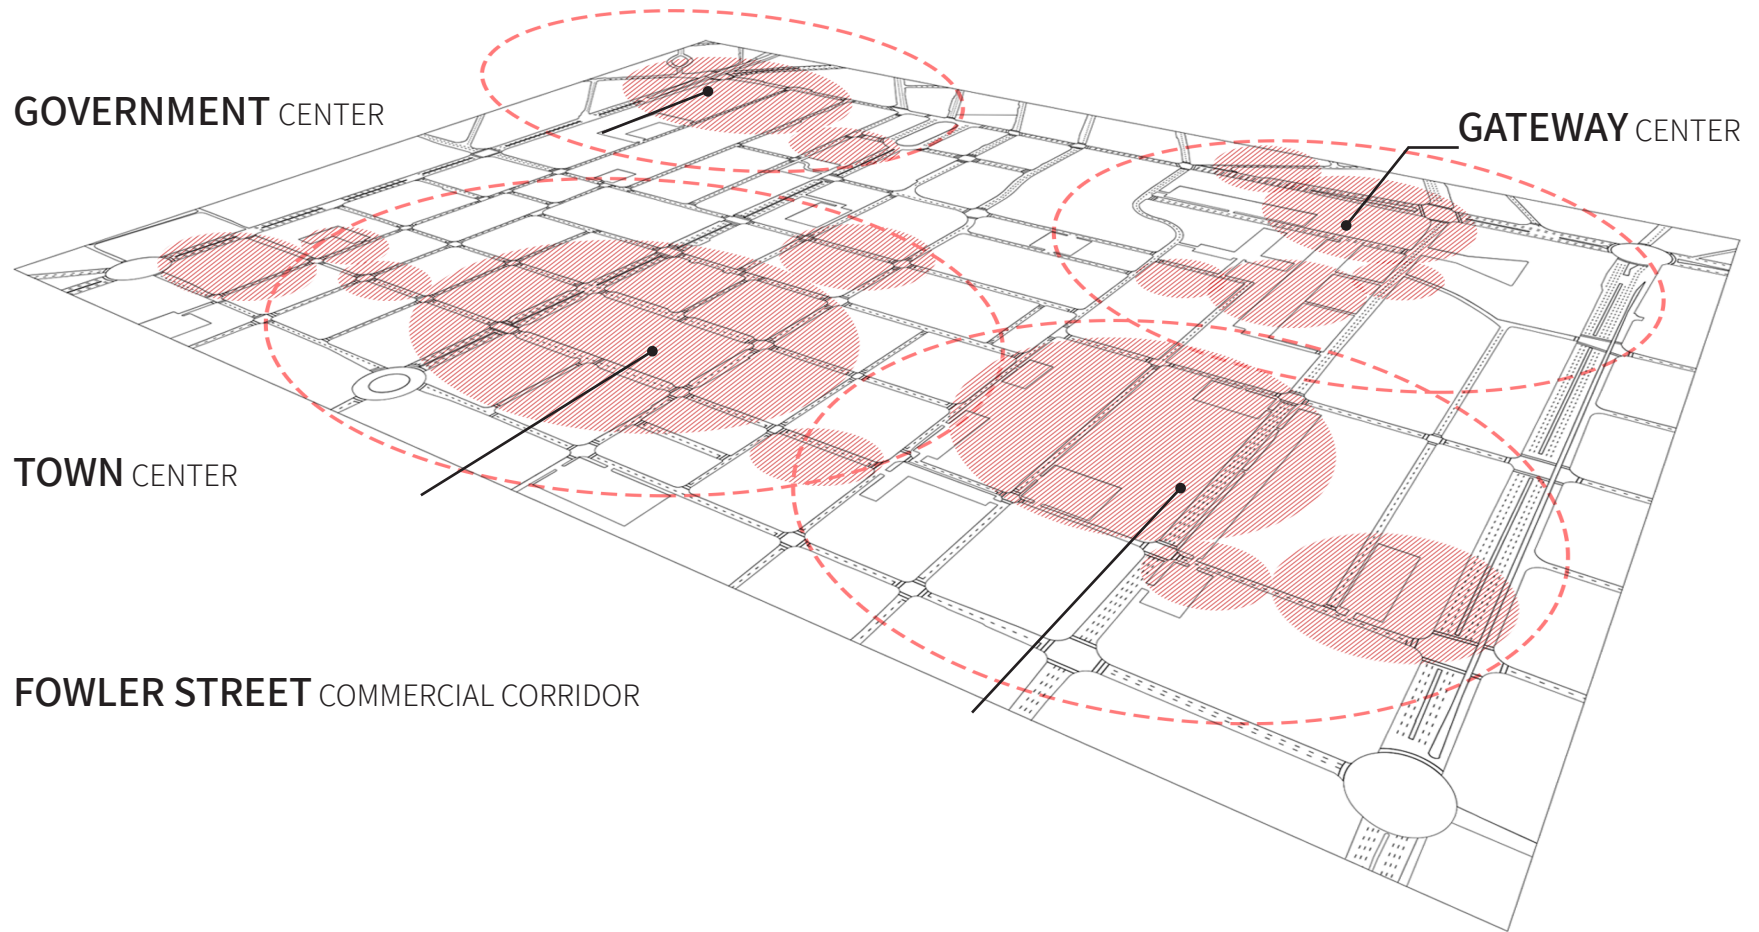 GOVERNMENT CENTER
GATEWAY CENTER
TOWN CENTER
FOWLER STREET COMMERCIAL CORRIDOR